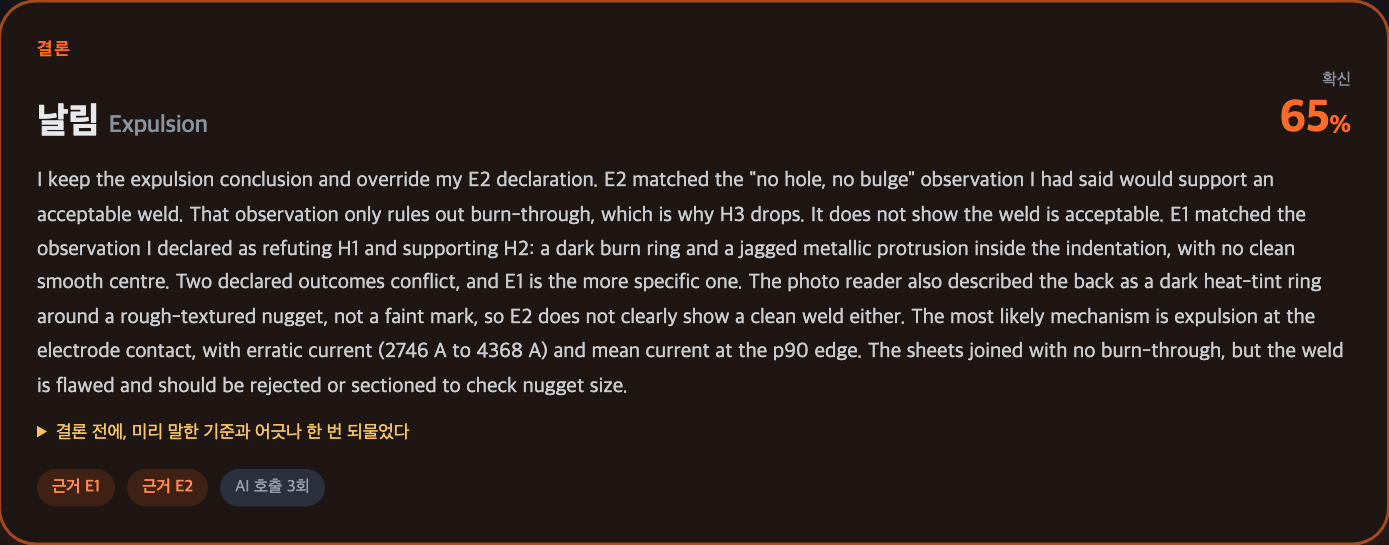 결론
확신
날림 Expulsion
65%
I keep the expulsion conclusion and override my E2 declaration. E2 matched the "no hole, no bulge" observation I had said would support an
acceptable weld. That observation only rules out burn-through, which is why H3 drops. It does not show the weld is acceptable. E1 matched the
observation I declared as refuting H1 and supporting H2: a dark burn ring and a jagged metallic protrusion inside the indentation, with no clean
smooth centre. Two declared outcomes conflict, and E1 is the more specific one. The photo reader also described the back as a dark heat-tint ring
around a rough-textured nugget, not a faint mark, so E2 does not clearly show a clean weld either. The most likely mechanism is expulsion at the
electrode contact, with erratic current (2746 A to 4368 A) and mean current at the p90 edge. The sheets joined with no burn-through, but the weld
is flawed and should be rejected or sectioned to check nugget size.
▶ 결론 전에, 미리 말한 기준과 어긋나 한 번 되물었다
근거 E1 근거 E2 AI 호출 3회